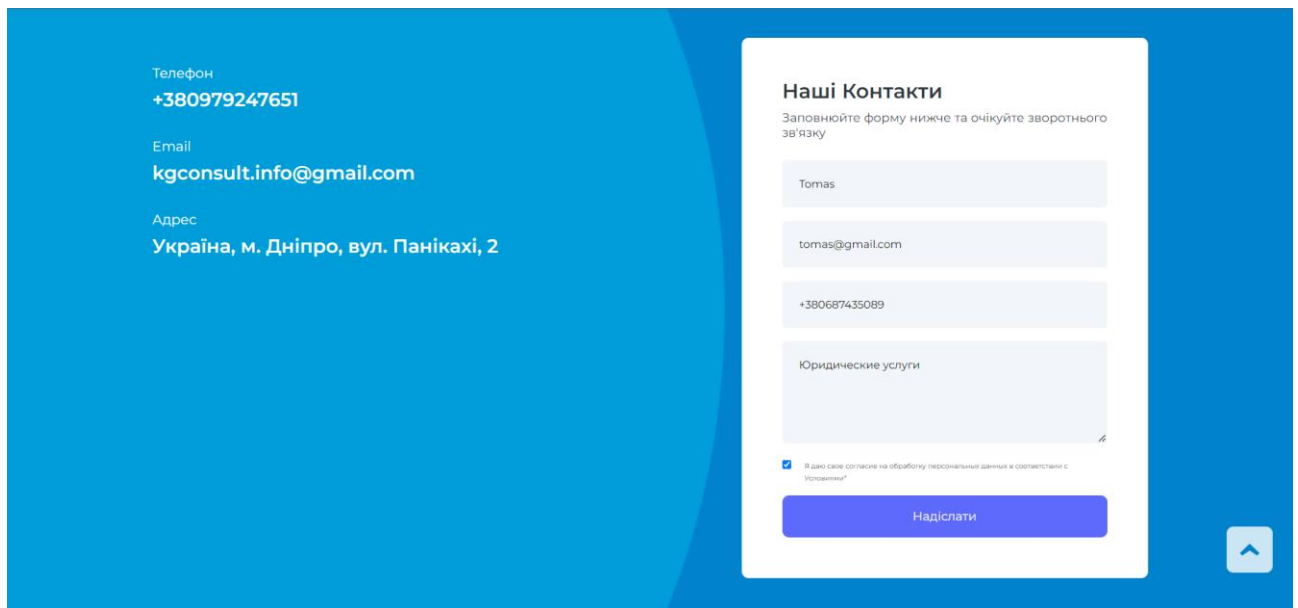 Телефон
+380979247651
Email
kgconsult.info@gmail.com
Адрес
Україна, м. Дніпро, вул. Панікахі, 2
Наші Контакти
Заповнюйте форму нижче та очікуйте зворотнього
зв'язку
Tomas
tomas@gmail.com
+380687435089
Юридические услуги
Я даю свое согласие на обработку персональных данных в соответствии с
Условиями*
Надіслати